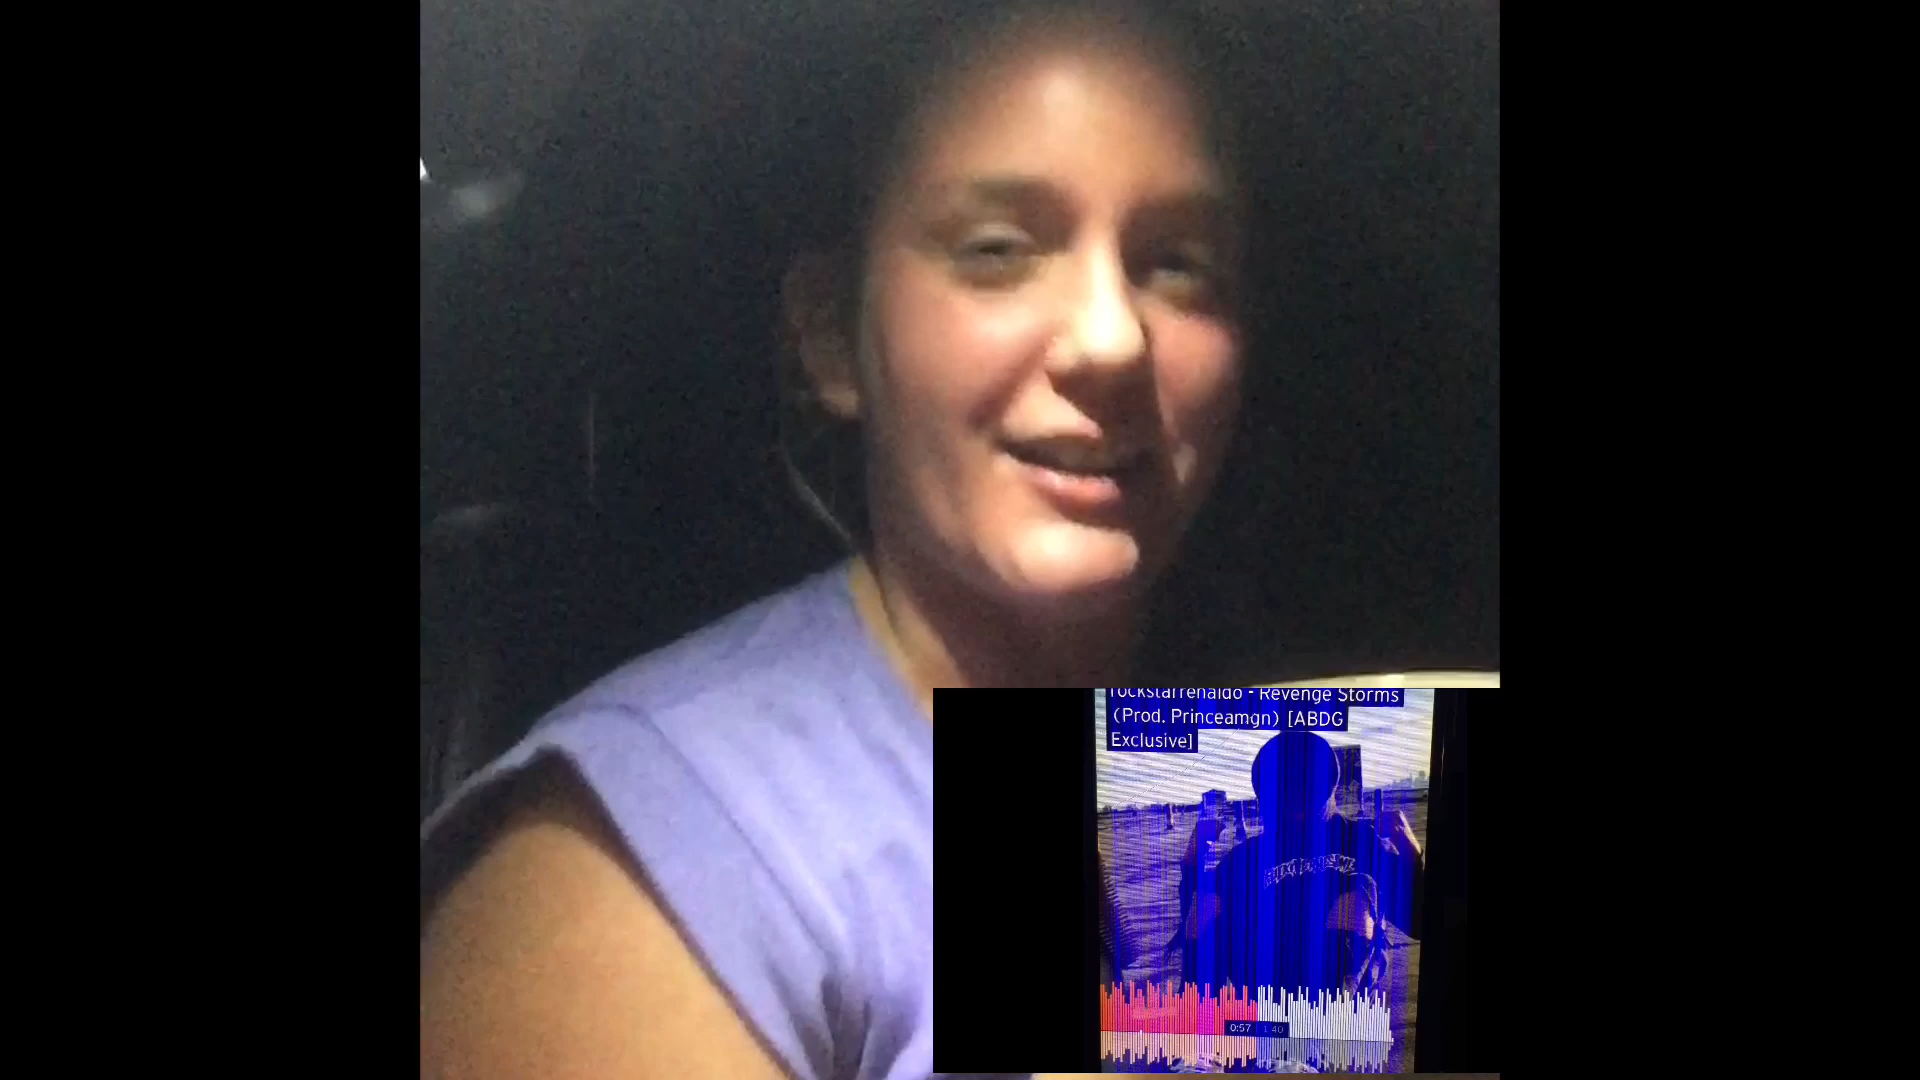 rockstarrenaldo - Revenge Storms
(Prod. Princeamgn) [ABDG
Exclusive]
0:57 1:40